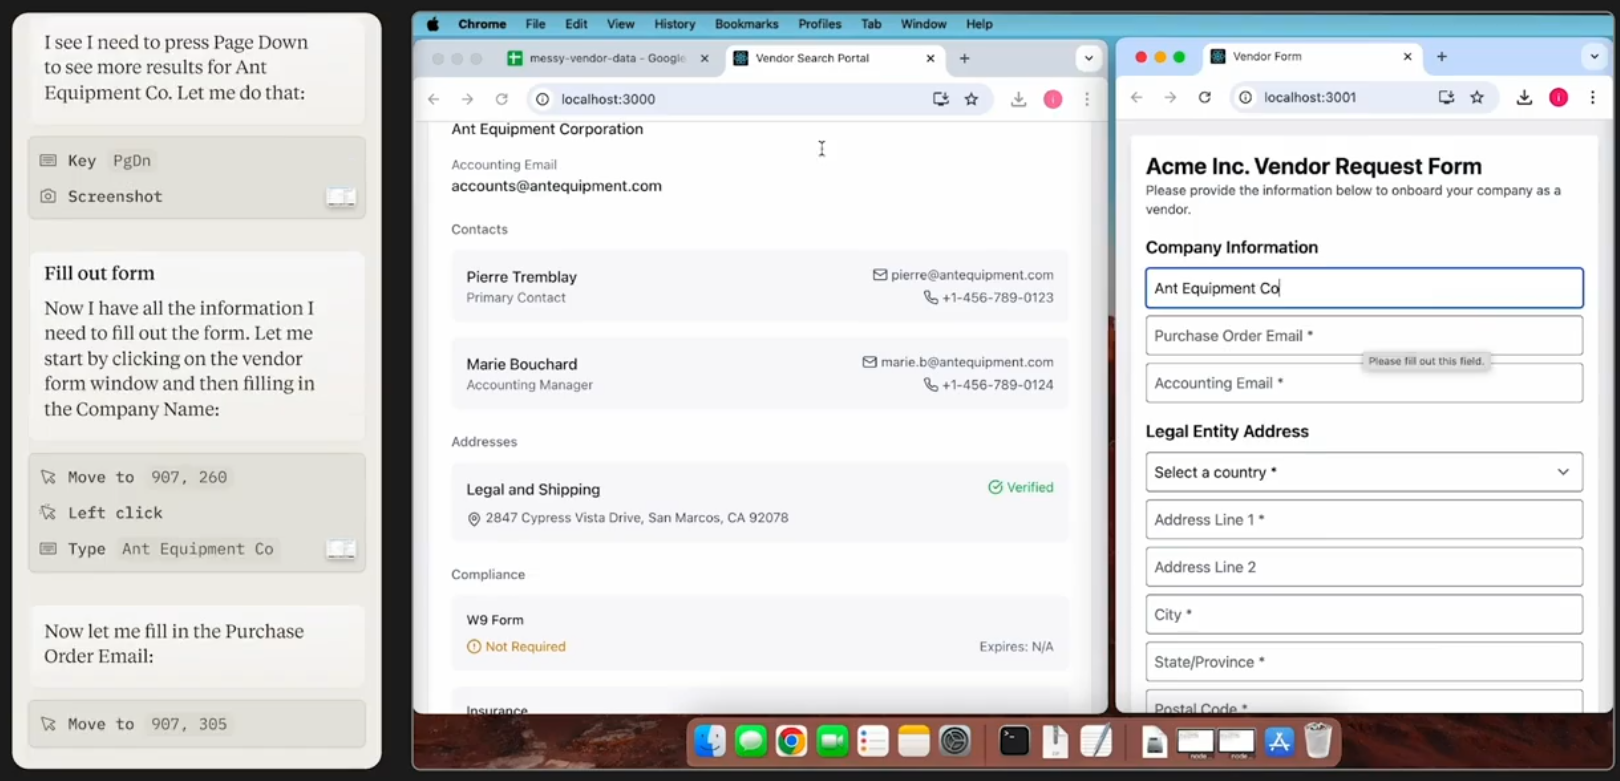 I see I need to press Page Down
to see more results for Ant
Equipment Co. Let me do that:
Key PgDn
Screenshot
Fill out form
Now I have all the information I
need to fill out the form. Let me
start by clicking on the vendor
form window and then filling in
the Company Name:
Move to 907, 260
Left click
Type Ant Equipment Co
Now let me fill in the Purchase
Order Email:
Move to 907, 305
Chrome File Edit View History Bookmarks Profiles Tab Window Help
messy-vendor-data - Google
Vendor Search Portal
localhost:3000
Ant Equipment Corporation
Accounting Email
accounts@antequipment.com
Contacts
Pierre Tremblay
Primary Contact
pierre@antequipment.com
+1-456-789-0123
Marie Bouchard
Accounting Manager
marie.b@antequipment.com
+1-456-789-0124
Addresses
Legal and Shipping
Verified
2847 Cypress Vista Drive, San Marcos, CA 92078
Compliance
W9 Form
Not Required
Expires: N/A
Insurance
Vendor Form
localhost:3001
Acme Inc. Vendor Request Form
Please provide the information below to onboard your company as a
vendor.
Company Information
Ant Equipment Co
Purchase Order Email *
Please fill out this field.
Accounting Email *
Legal Entity Address
Select a country *
Address Line 1 *
Address Line 2
City *
State/Province *
Postal Code *